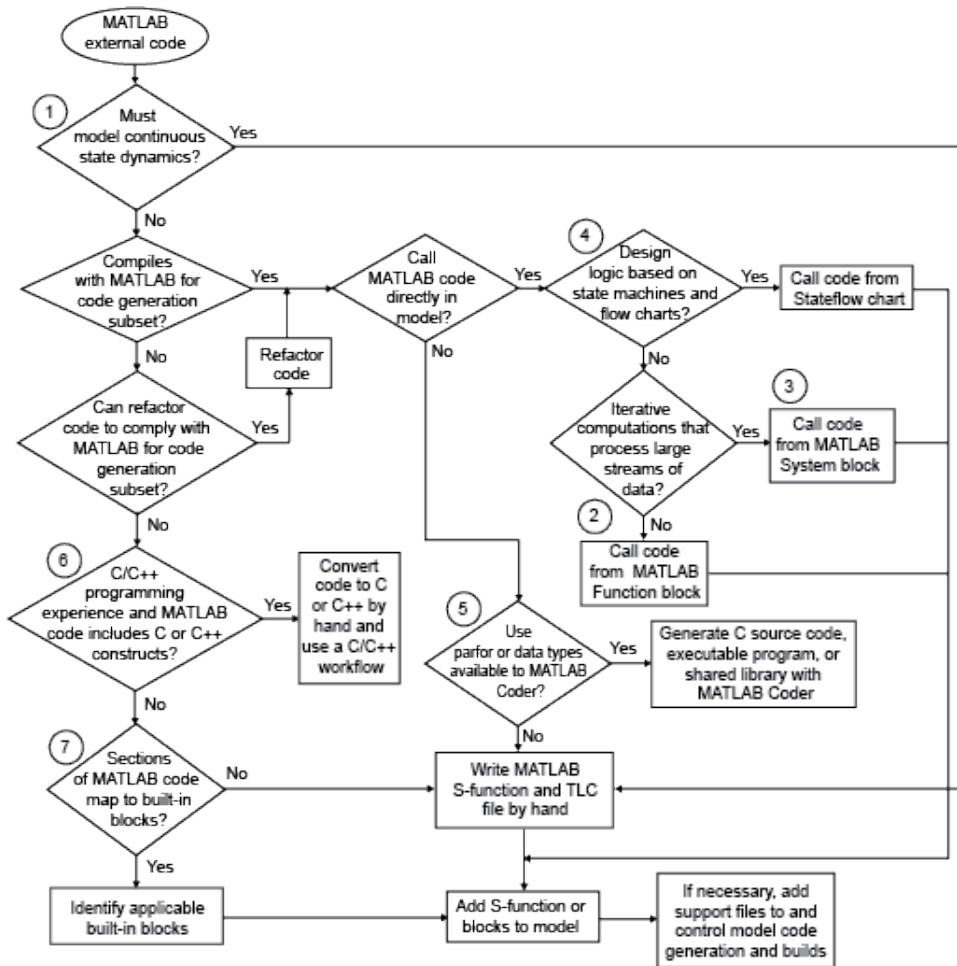 MATLAB
external code
1
Must
model continuous
state dynamics?
Yes
No
Compiles
with MATLAB for
code generation
subset?
Yes
No
Refactor
code
Can refactor
code to comply with
MATLAB for code
generation
subset?
Yes
No
Call
MATLAB code
directly in
model?
Yes
No
4
Design
logic based on
state machines and
flow charts?
Yes
No
Call code from
Stateflow chart
Iterative
computations that
process large
streams of
data?
Yes
No
3
Call code
from MATLAB
System block
2
Call code
from MATLAB
Function block
6
C/C++
programming
experience and MATLAB
code includes C or C++
constructs?
Yes
No
Convert
code to C
or C++ by
hand and
use a C/C++
workflow
5
Use
parfor or data types
available to MATLAB
Coder?
Yes
No
Generate C source code,
executable program, or
shared library with
MATLAB Coder
7
Sections
of MATLAB code
map to built-in
blocks?
No
Yes
Write MATLAB
S-function and TLC
file by hand
Identify applicable
built-in blocks
Add S-function or
blocks to model
If necessary, add
support files to and
control model code
generation and builds